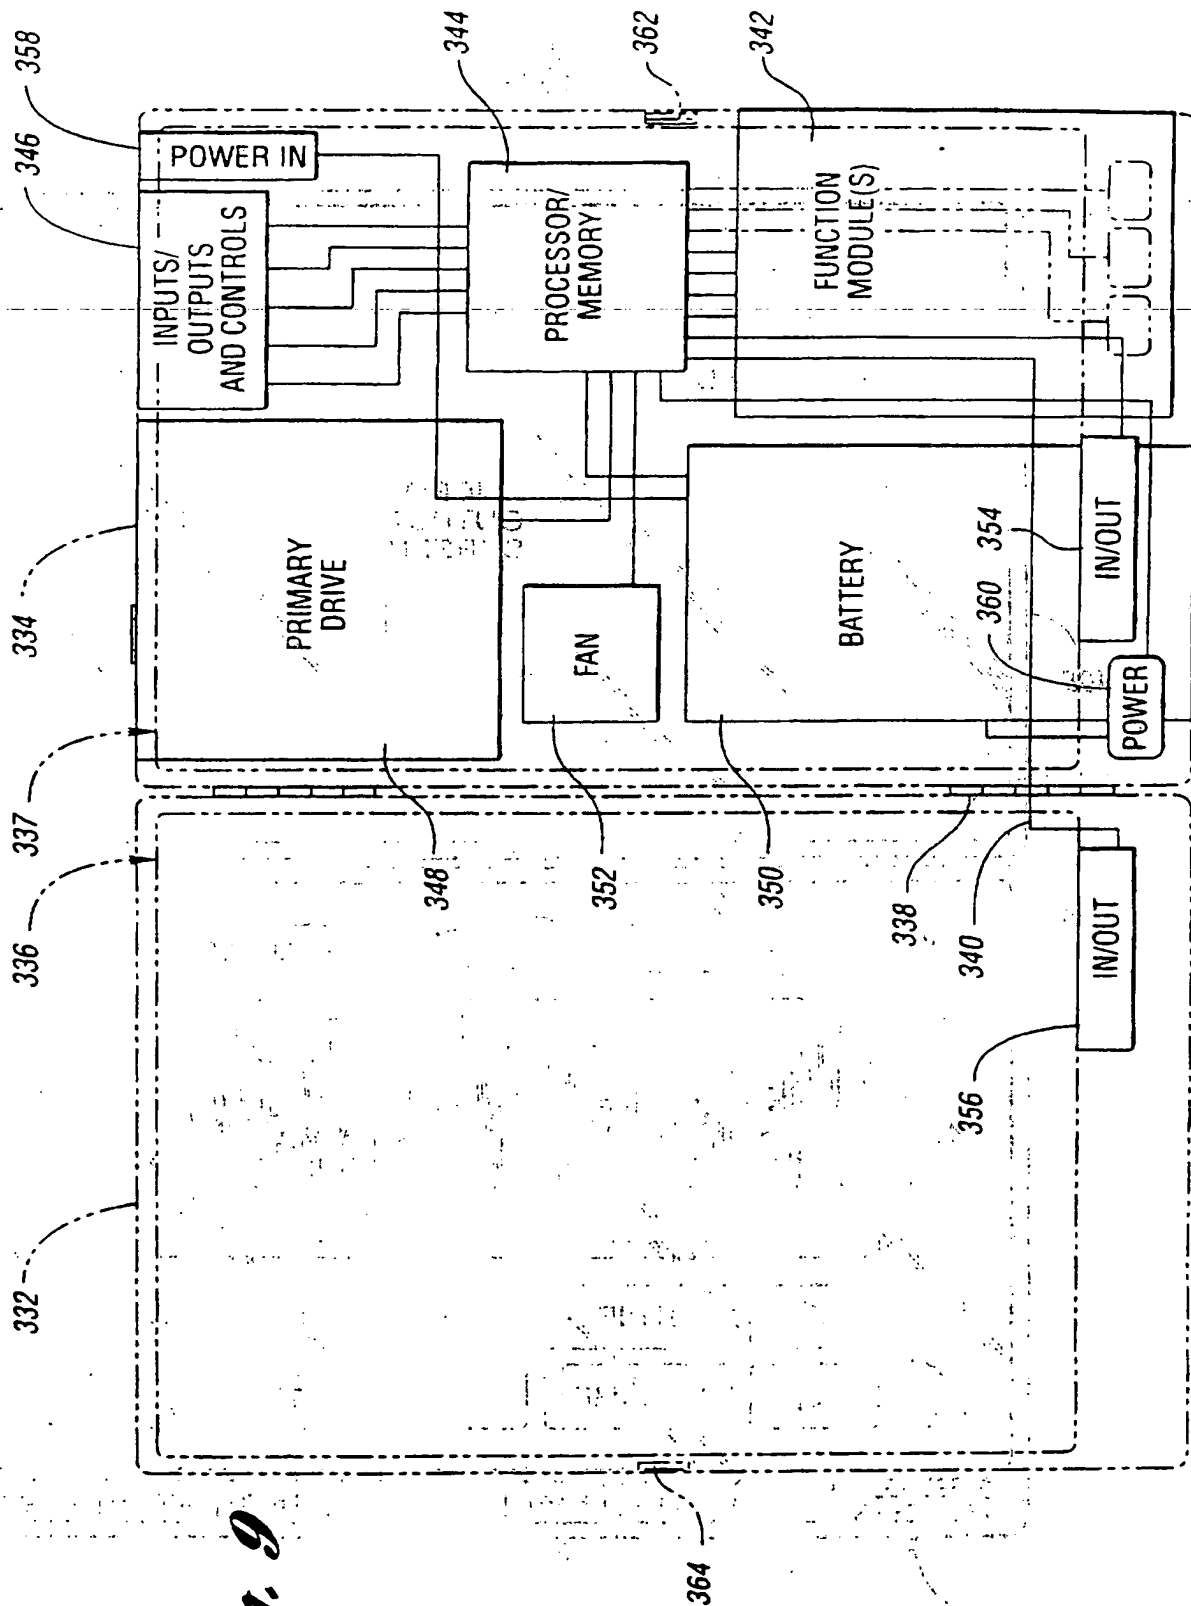 332
336
337
334
346
358
INPUTS/
OUTPUTS
AND CONTROLS
POWER IN
9
PRIMARY
DRIVE
348
344
PROCESSOR/
MEMORY
FAN
352
362
364
350
342
FUNCTION
MODULE(S)
BATTERY
338
340
356
360
354
IN/OUT
POWER
IN/OUT